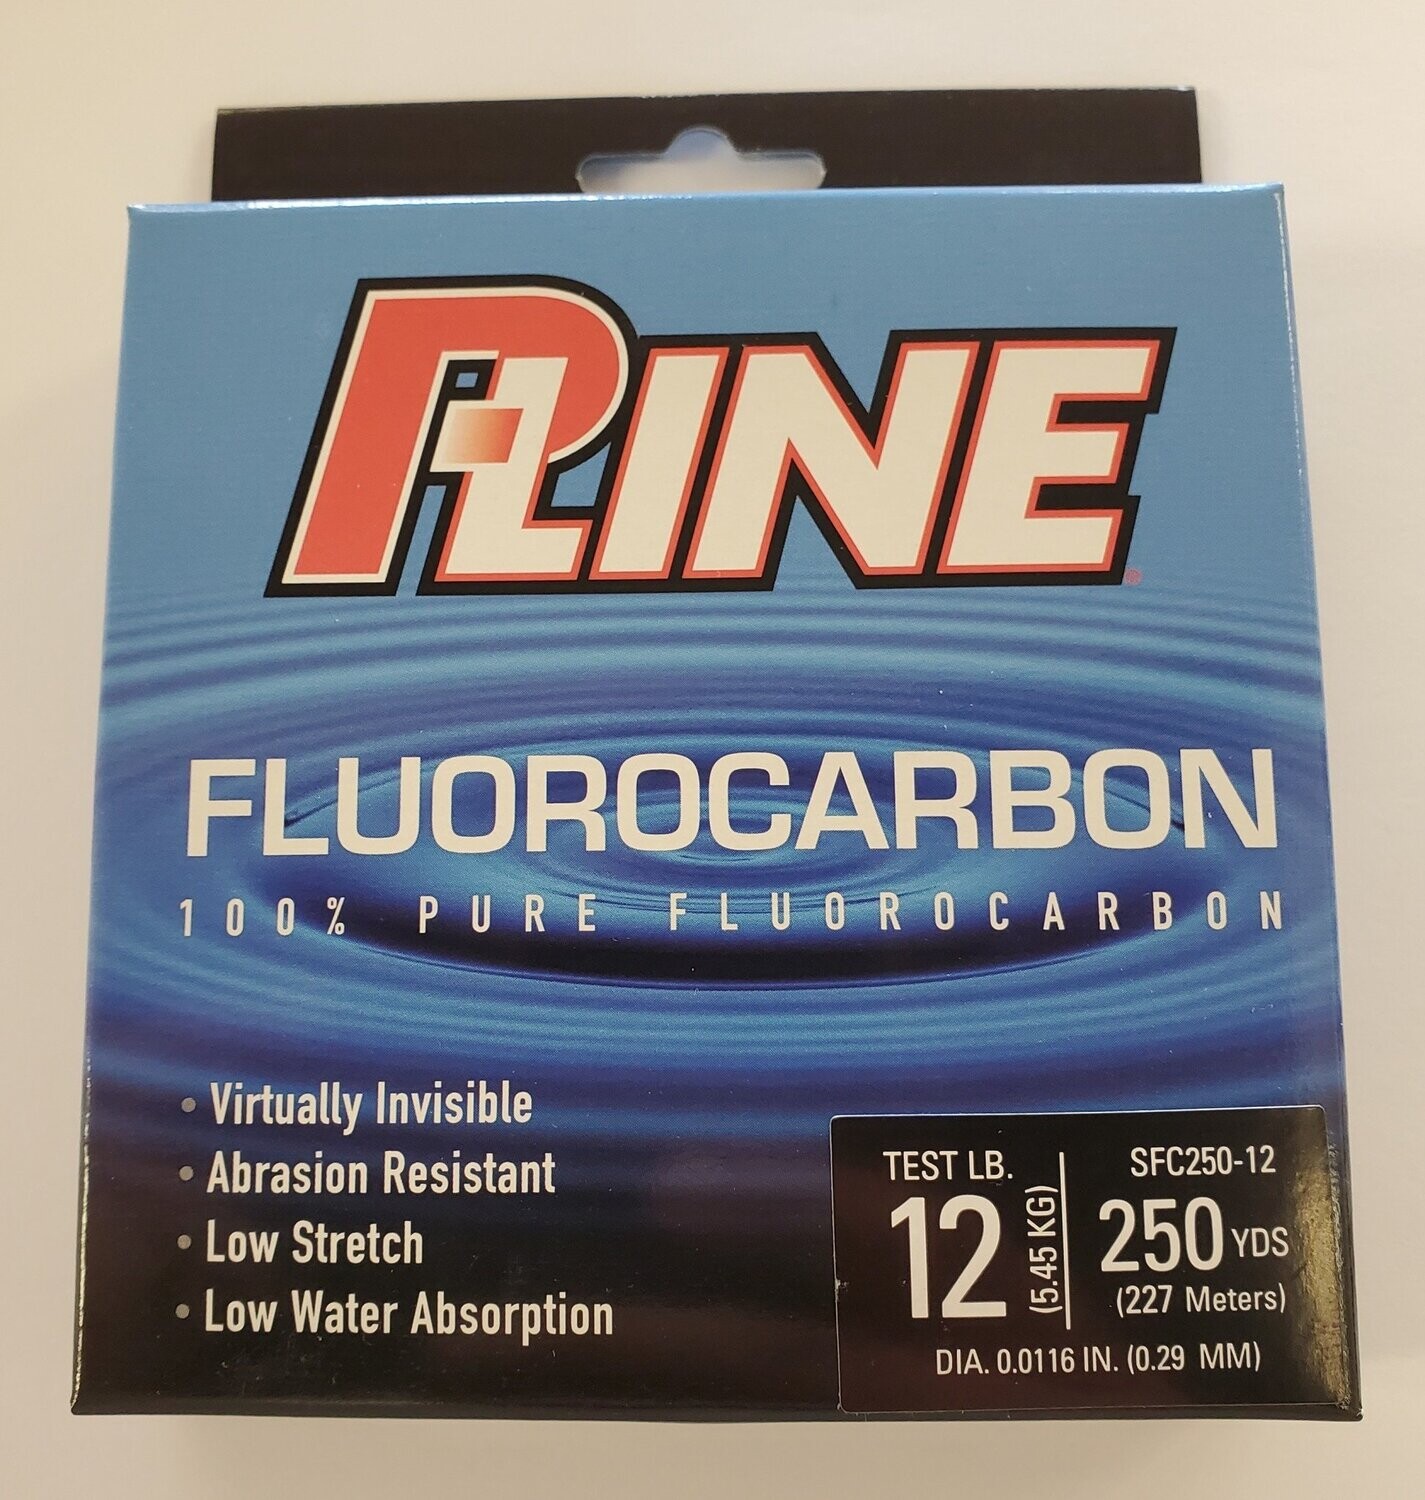 PLINE®
FLUOROCARBON
100% PURE FLUOROCARBON
• Virtually Invisible
• Abrasion Resistant
• Low Stretch
• Low Water Absorption
TEST LB.
12
(5.45 KG)
SFC250-12
250 YDS
(227 Meters)
DIA. 0.0116 IN. (0.29 MM)